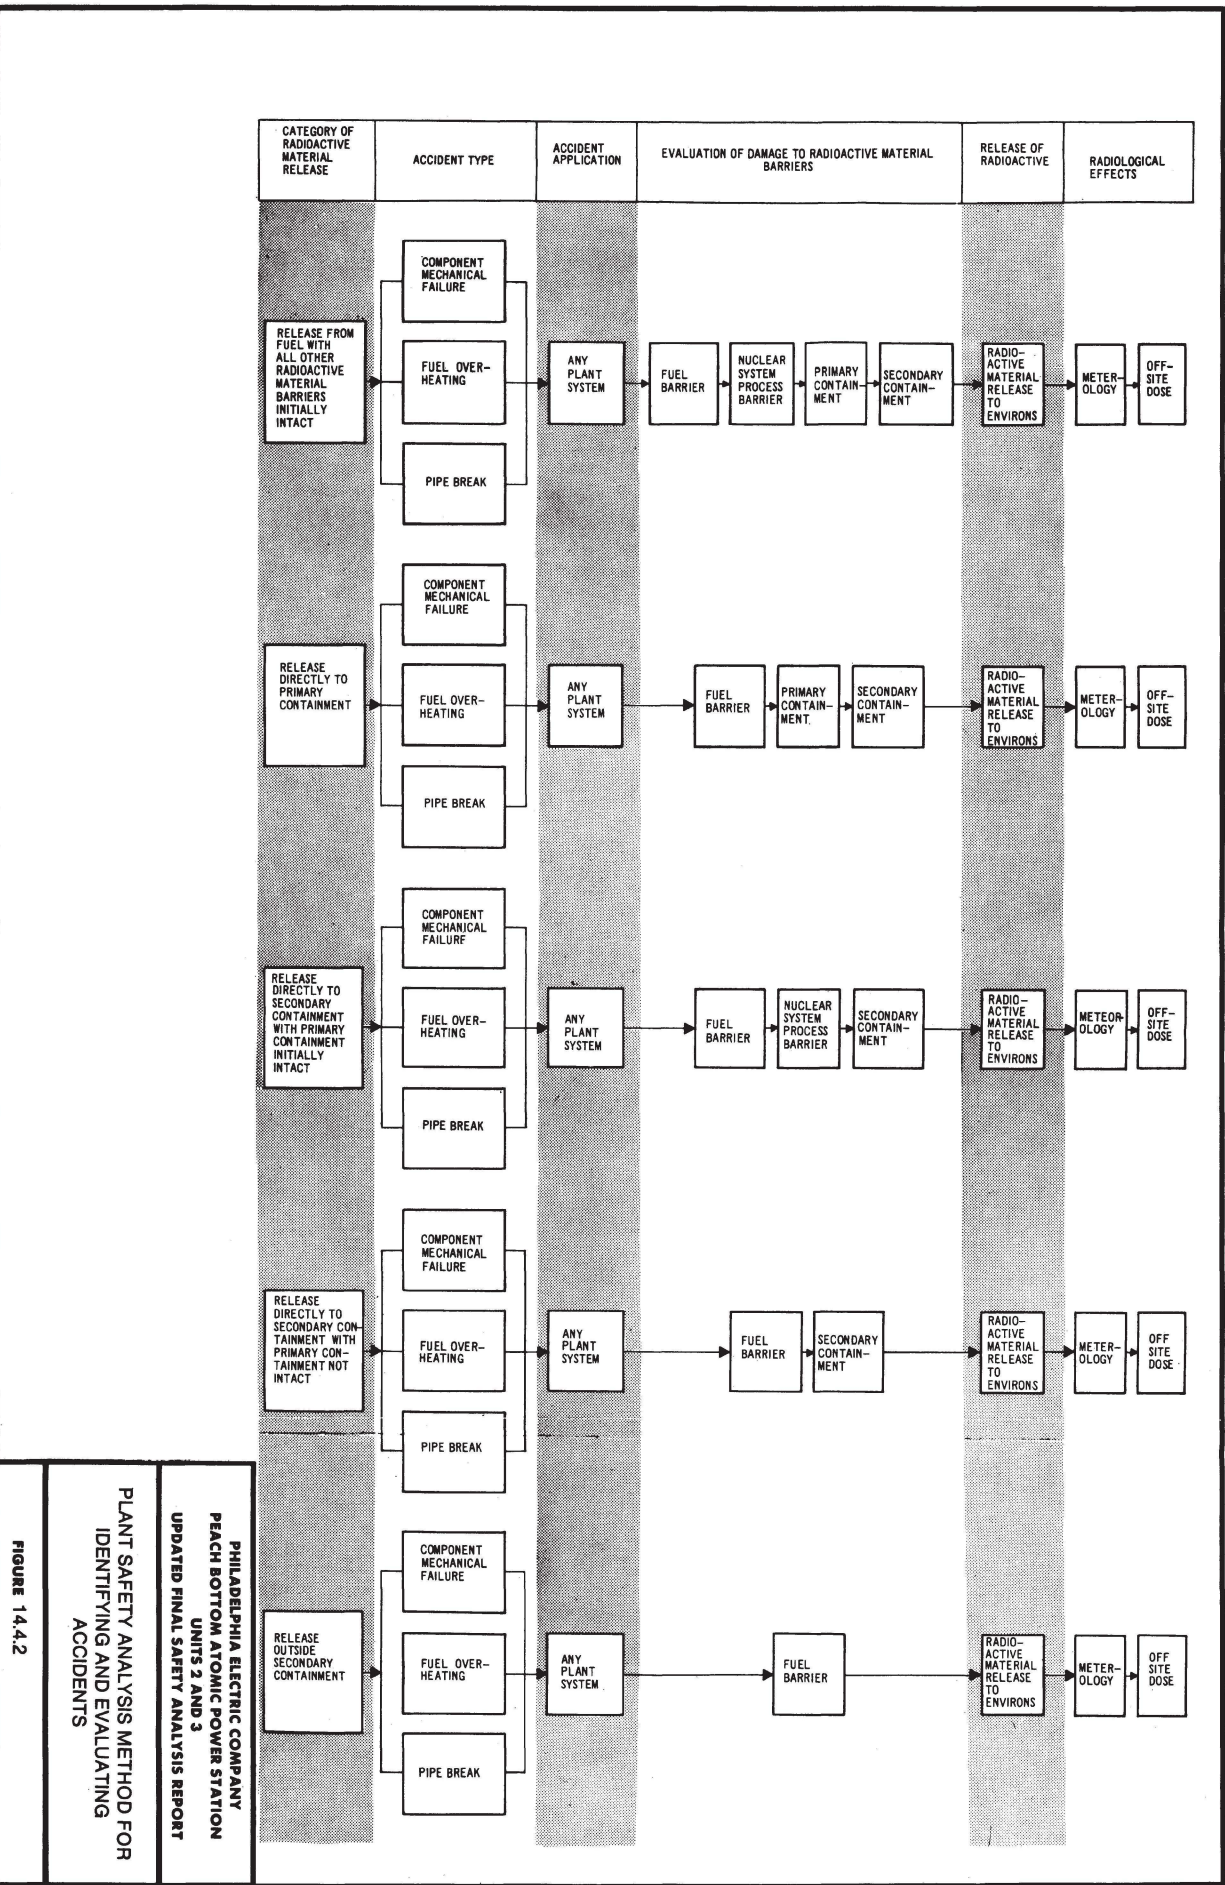 CATEGORY OF
RADIOACTIVE
MATERIAL
RELEASE
ACCIDENT TYPE
ACCIDENT
APPLICATION
EVALUATION OF DAMAGE TO RADIOACTIVE MATERIAL
BARRIERS
RELEASE OF
RADIOACTIVE
RADIOLOGICAL
EFFECTS
RELEASE FROM
FUEL WITH
ALL OTHER
RADIOACTIVE
MATERIAL
BARRIERS
INITIALLY
INTACT
COMPONENT
MECHANICAL
FAILURE
FUEL OVER-
HEATING
PIPE BREAK
ANY
PLANT
SYSTEM
FUEL
BARRIER
NUCLEAR
SYSTEM
PROCESS
BARRIER
PRIMARY
CONTAIN-
MENT
SECONDARY
CONTAIN-
MENT
RADIO-
ACTIVE
MATERIAL
RELEASE
TO
ENVIRONS
METER-
OLOGY
OFF-
SITE
DOSE
RELEASE
DIRECTLY TO
PRIMARY
CONTAINMENT
COMPONENT
MECHANICAL
FAILURE
FUEL OVER-
HEATING
PIPE BREAK
ANY
PLANT
SYSTEM
FUEL
BARRIER
PRIMARY
CONTAIN-
MENT.
SECONDARY
CONTAIN-
MENT
RADIO-
ACTIVE
MATERIAL
RELEASE
TO
ENVIRONS
METER-
OLOGY
OFF-
SITE
DOSE
RELEASE
DIRECTLY TO
SECONDARY
CONTAINMENT
WITH PRIMARY
CONTAINMENT
INITIALLY
INTACT
COMPONENT
MECHANICAL
FAILURF
FUEL OVER-
HEATING
PIPE BREAK
ANY
PLANT
SYSTEM
FUEL
BARRIER
NUCLEAR
SYSTEM
PROCESS
BARRIER
SECONDARY
CONTAIN-
MENT
RADIO-
ACTIVE
MATERIAL
RELEASE
TO
ENVIRONS
METEOR-
OLOGY
OFF-
SITE
DOSE
RELEASE
DIRECTLY TO
SECONDARY CON-
TAINMENT WITH
PRIMARY CON-
TAINMENT NOT
INTACT
COMPONENT
MECHANICAL
FAILURE
FUEL OVER-
HEATING
PIPE BREAK
ANY
PLANT
SYSTEM
FUEL
BARRIER
SECONDARY
CONTAIN-
MENT
RADIO-
ACTIVE
MATERIAL
RELEASE
TO
ENVIRONS
METER-
OLOGY
OFF
SITE
DOSE
RELEASE
OUTSIDE
SECONDARY
CONTAINMENT
COMPONENT
MECHANICAL
FAILURE
FUEL OVER-
HEATING
PIPE BREAK
ANY
PLANT
SYSTEM
FUEL
BARRIER
RADIO-
ACTIVE
MATERIAL
RELEASE
TO
ENVIRONS
METER-
OLOGY
OFF
SITE
DOSE
PHILADELPHIA ELECTRIC COMPANY
PEACH BOTTOM ATOMIC POWER STATION
UNITS 2 AND 3
UPDATED FINAL SAFETY ANALYSIS REPORT
PLANT SAFETY ANALYSIS METHOD FOR
IDENTIFYING AND EVALUATING
ACCIDENTS
FIGURE 14.4.2